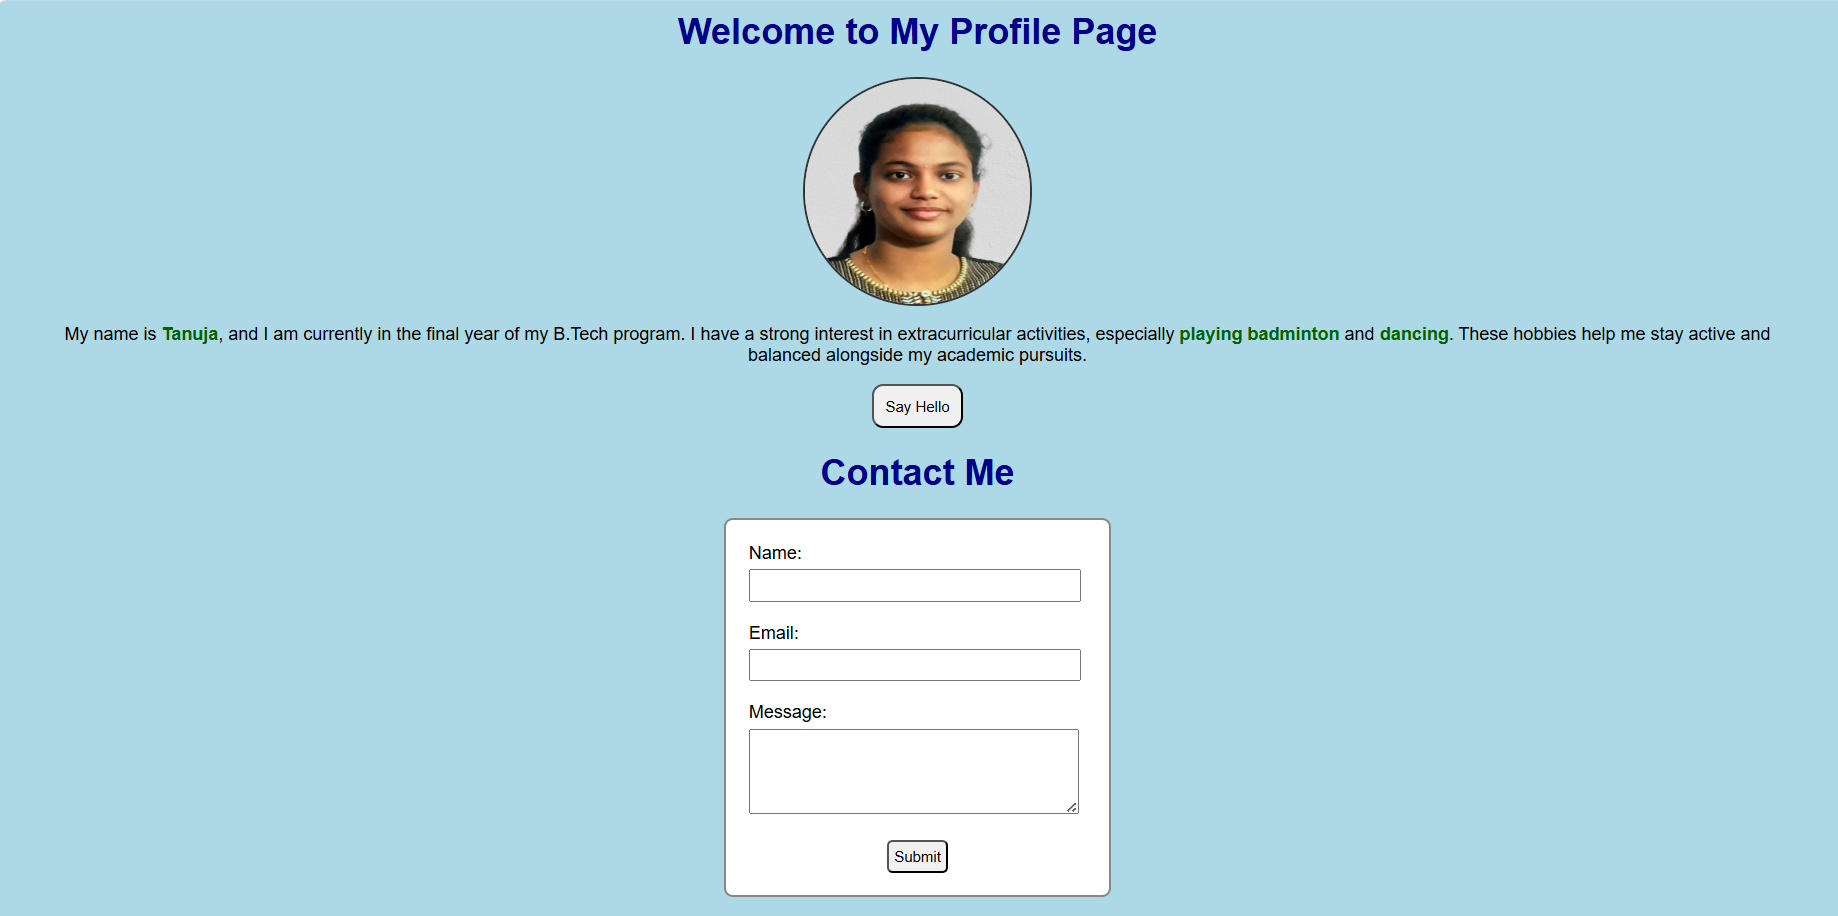 Welcome to My Profile Page
My name is Tanuja, and I am currently in the final year of my B.Tech program. I have a strong interest in extracurricular activities, especially playing badminton and dancing. These hobbies help me stay active and
balanced alongside my academic pursuits.
Say Hello
Contact Me
Name:
Email:
Message:
Submit